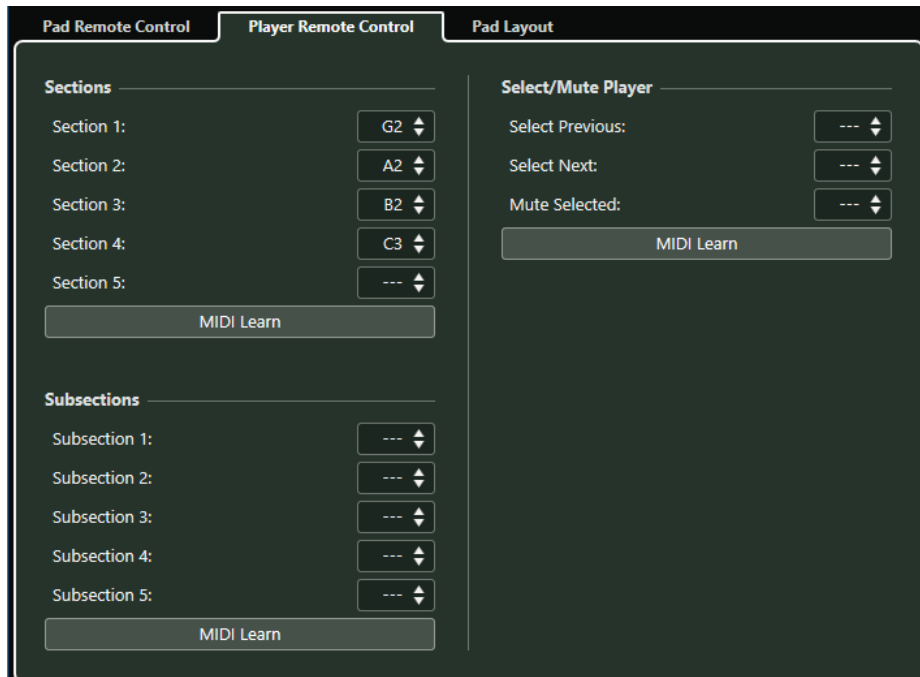 Pad Remote Control Player Remote Control Pad Layout
Sections
Section 1: G2
Section 2: A2
Section 3: B2
Section 4: C3
Section 5: ---
MIDI Learn
Subsections
Subsection 1: ---
Subsection 2: ---
Subsection 3: ---
Subsection 4: ---
Subsection 5: ---
MIDI Learn
Select/Mute Player
Select Previous: ---
Select Next: ---
Mute Selected: ---
MIDI Learn